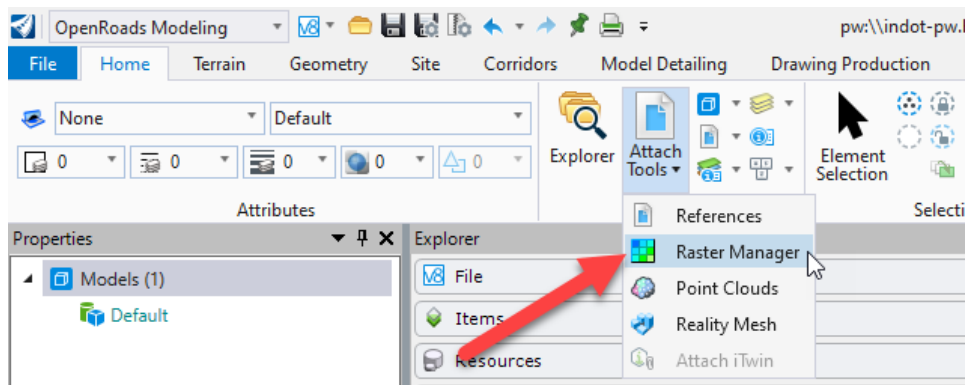 OpenRoads Modeling pw:\\indot-pw.
File Home Terrain Geometry Site Corridors Model Detailing Drawing Production
None Default
0 0 0 0 0
Explorer Attach Tools Element Selection
Attributes Selecti
Properties Explorer
Models (1) File
Default Items
Resources
References
Raster Manager
Point Clouds
Reality Mesh
Attach iTwin